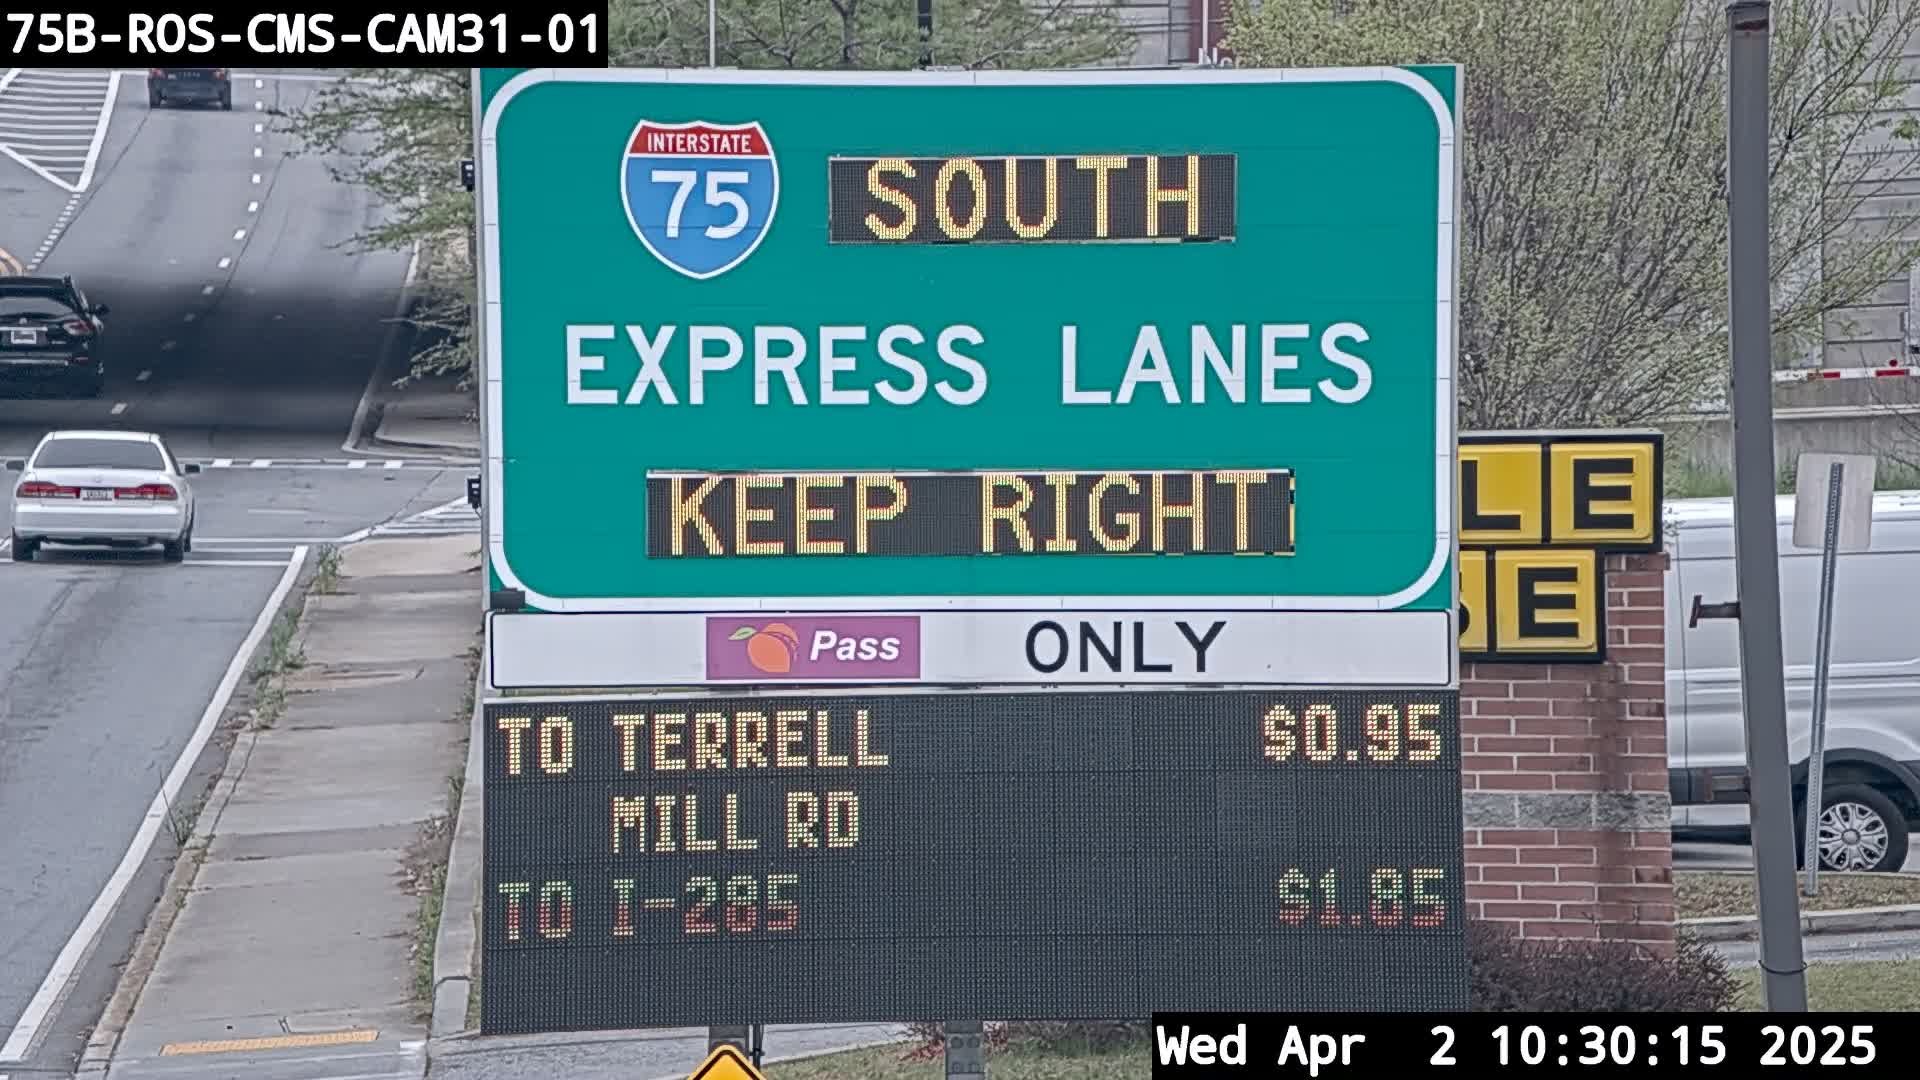 75B-ROS-CMS-CAM31-01
INTERSTATE
75
SOUTH
EXPRESS LANES
KEEP RIGHT
Pass ONLY
TO TERRELL $0.95
MILL RD
TO I-285 $1.85
LE
E
Wed Apr 2 10:30:15 2025